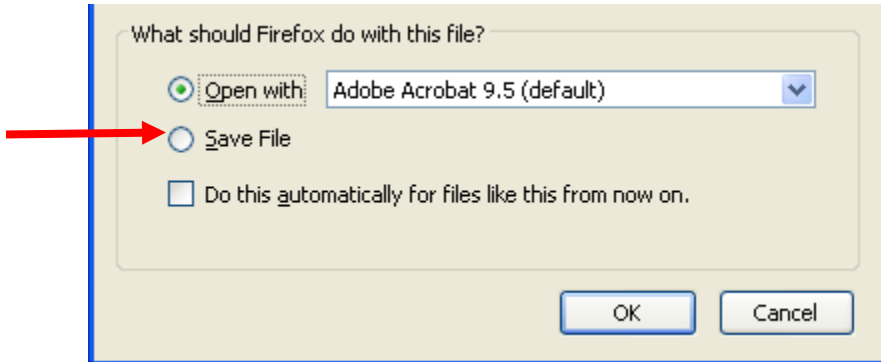 What should Firefox do with this file?
Open with Adobe Acrobat 9.5 (default)
Save File
Do this automatically for files like this from now on.
OK Cancel